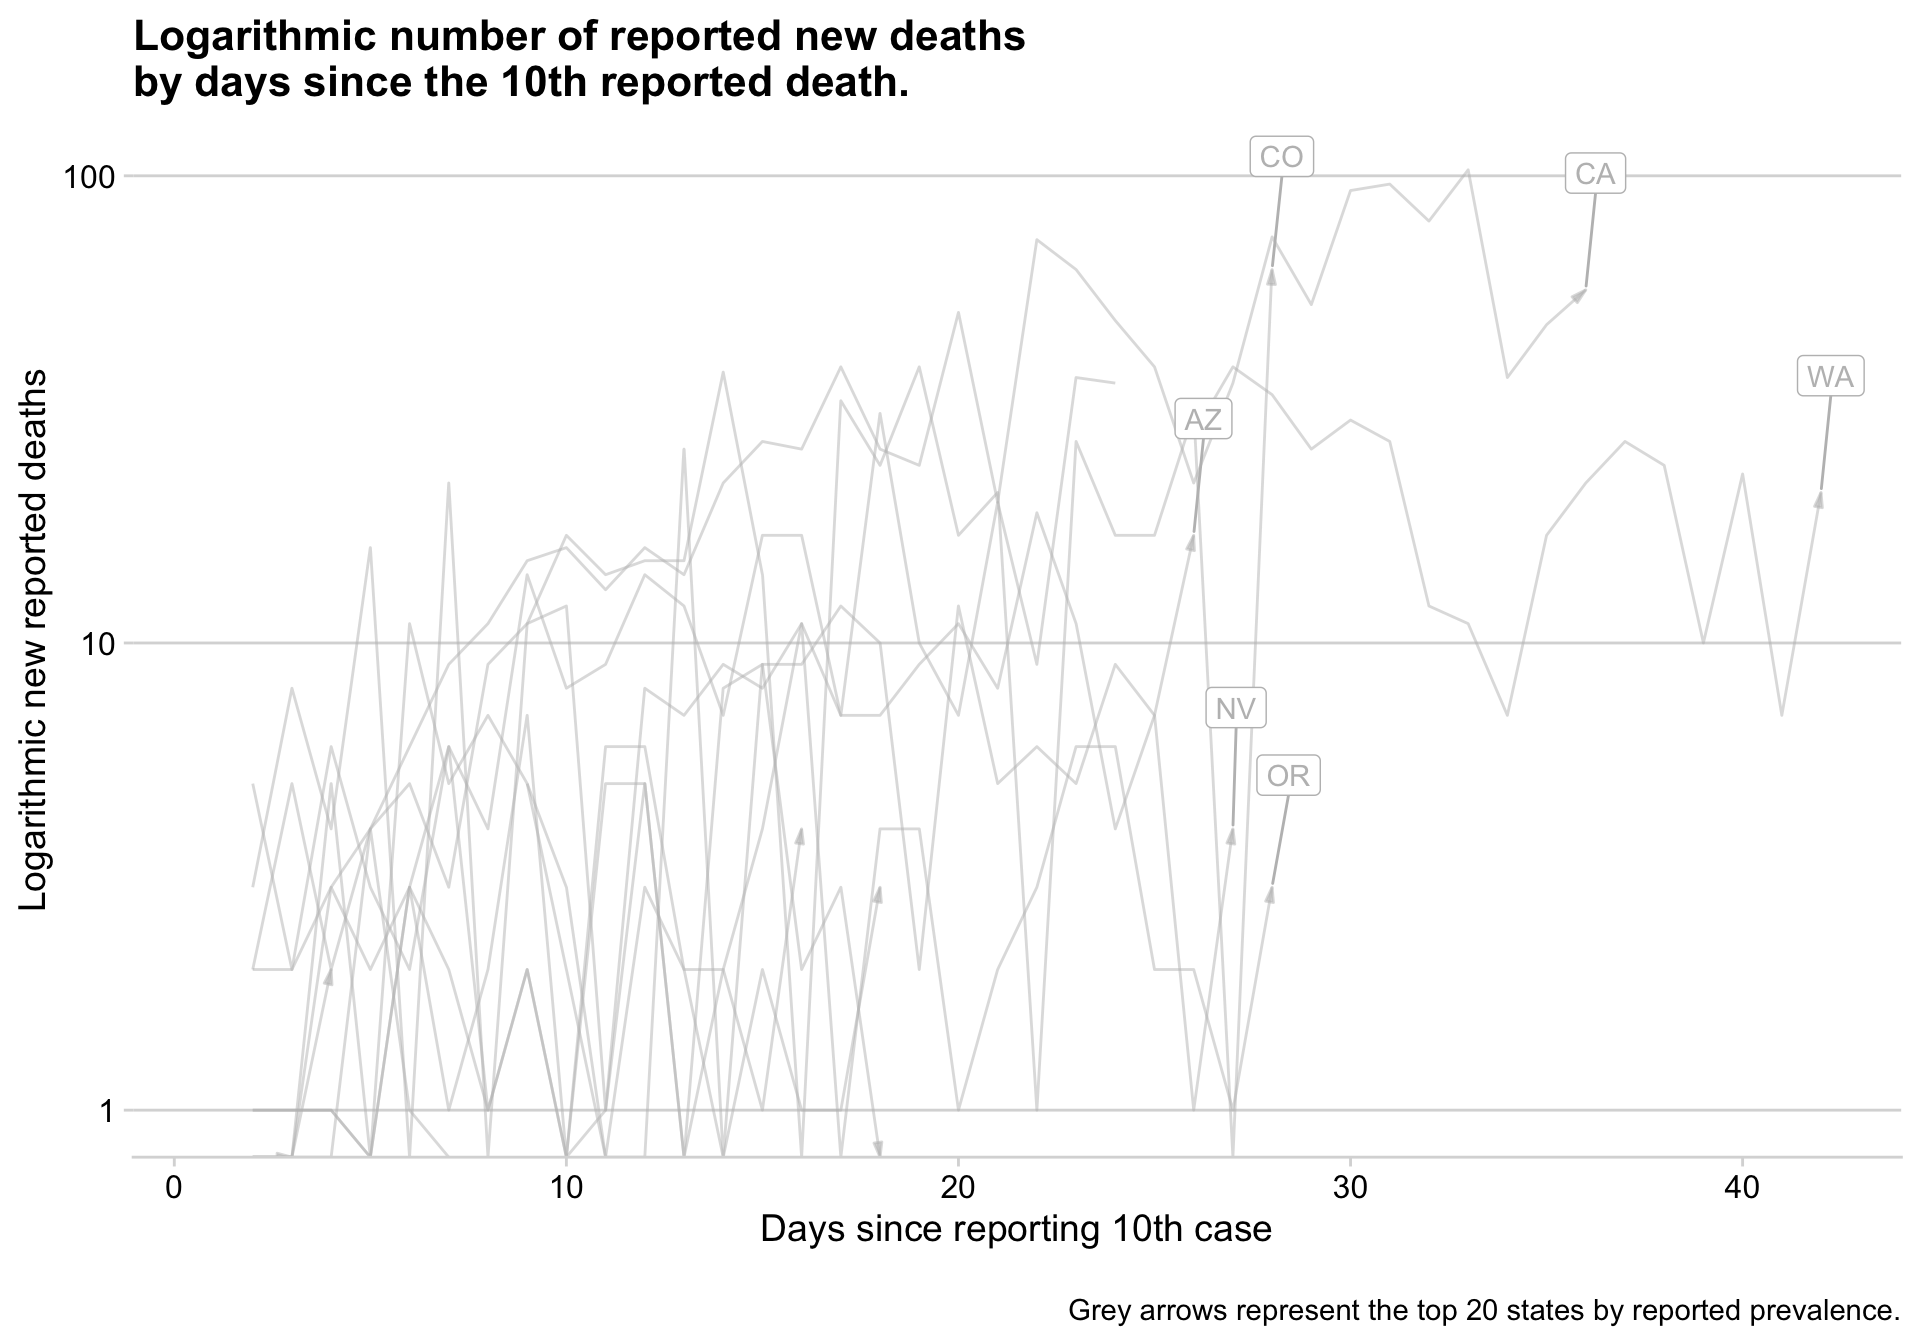 Logarithmic number of reported new deaths
by days since the 10th reported death.
CO
CA
100
WA
AZ
Logarithmic new reported deaths
10
NV
OR
1
0 10 20 30 40
Days since reporting 10th case
Grey arrows represent the top 20 states by reported prevalence.